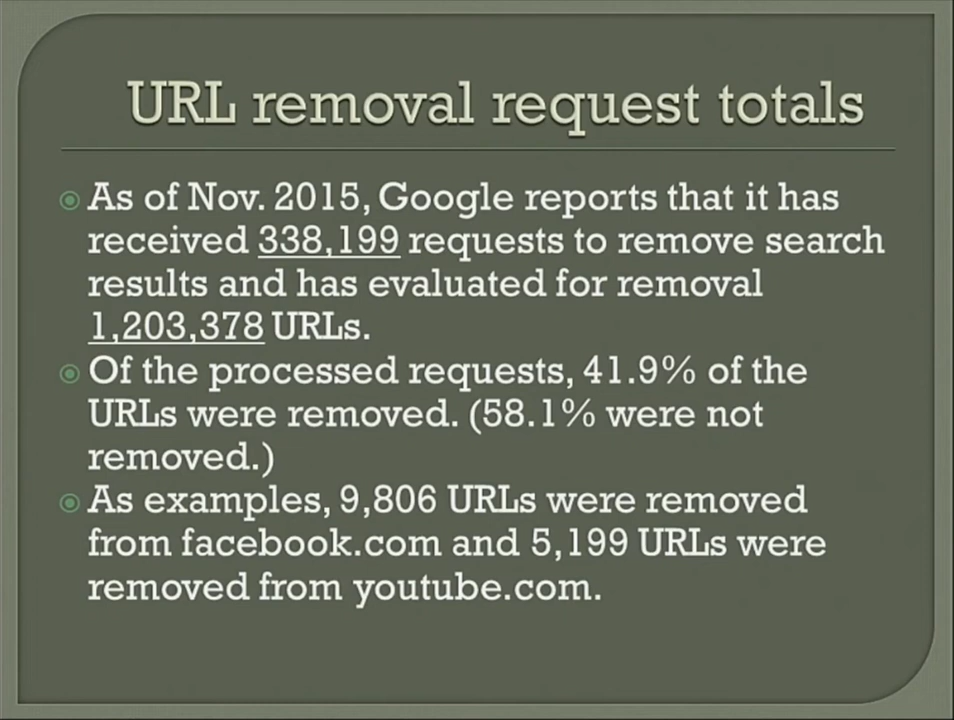 URL removal request totals
As of Nov. 2015, Google reports that it has
received 338,199 requests to remove search
results and has evaluated for removal
1,203,378 URLs.
Of the processed requests, 41.9% of the
URLs were removed. (58.1% were not
removed.)
As examples, 9,806 URLs were removed
from facebook.com and 5,199 URLs were
removed from youtube.com.